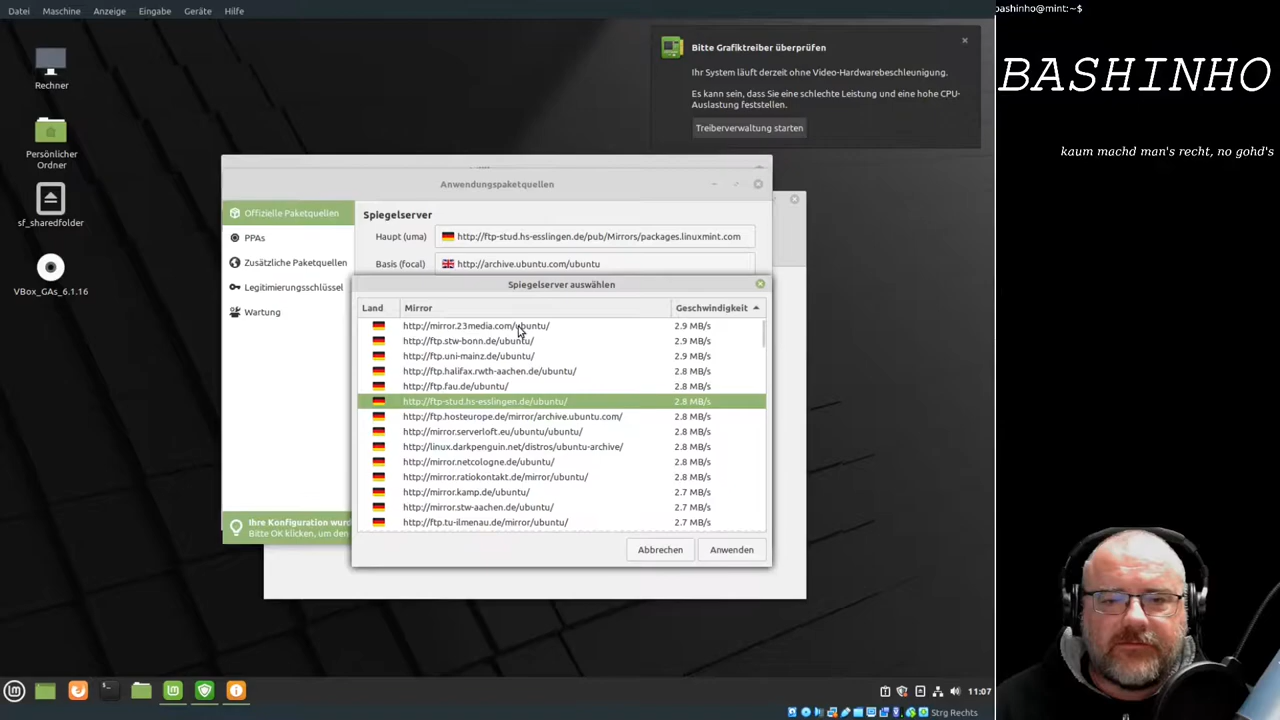 Datei Maschine Anzeige Eingabe Geräte Hilfe
bashinho@mint:~$
BASHINHO
kaum machd man's recht, no gohd's
Rechner
Persönlicher
Ordner
sf_sharedfolder
VBox_GAs_6.1.16
Bitte Grafiktreiber überprüfen
Ihr System läuft derzeit ohne Video-Hardwarebeschleunigung.
Es kann sein, dass Sie eine schlechte Leistung und eine hohe CPU-
Auslastung feststellen.
Treiberverwaltung starten
Anwendungspaketquellen
Offizielle Paketquellen
PPAs
Zusätzliche Paketquellen
Legitimierungsschlüssel
Wartung
Spiegelserver
Haupt (uma) http://ftp-stud.hs-esslingen.de/pub/Mirrors/packages.linuxmint.com
Basis (focal) http://archive.ubuntu.com/ubuntu
Ihre Konfiguration wurd
Bitte OK klicken, um den
Spiegelserver auswählen
Land Mirror Geschwindigkeit
http://mirror.23media.com/ubuntu/ 2.9 MB/s
http://ftp.stw-bonn.de/ubuntu/ 2.9 MB/s
http://ftp.uni-mainz.de/ubuntu/ 2.9 MB/s
http://ftp.halifax.rwth-aachen.de/ubuntu/ 2.8 MB/s
http://ftp.fau.de/ubuntu/ 2.8 MB/s
http://ftp-stud.hs-esslingen.de/ubuntu/ 2.8 MB/s
http://ftp.hosteurope.de/mirror/archive.ubuntu.com/ 2.8 MB/s
http://mirror.serverloft.eu/ubuntu/ubuntu/ 2.8 MB/s
http://linux.darkpenguin.net/distros/ubuntu-archive/ 2.8 MB/s
http://mirror.netcologne.de/ubuntu/ 2.8 MB/s
http://mirror.ratiokontakt.de/mirror/ubuntu/ 2.8 MB/s
http://mirror.kamp.de/ubuntu/ 2.7 MB/s
http://mirror.stw-aachen.de/ubuntu/ 2.7 MB/s
http://ftp.tu-ilmenau.de/mirror/ubuntu/ 2.7 MB/s
Abbrechen Anwenden
11:07
Strg Rechts